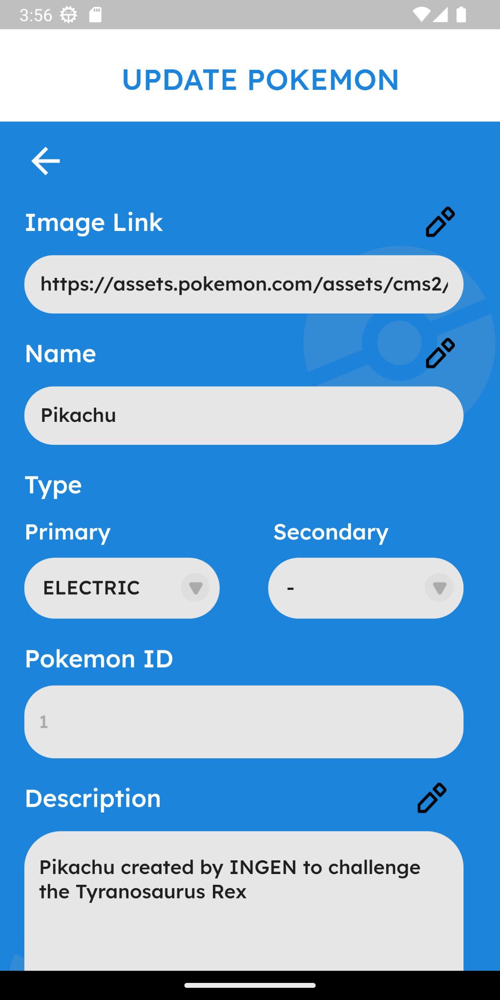 3:56
UPDATE POKEMON
Image Link
https://assets.pokemon.com/assets/cms2/
Name
Pikachu
Type
Primary
Secondary
ELECTRIC
-
Pokemon ID
1
Description
Pikachu created by INGEN to challenge
the Tyranosaurus Rex